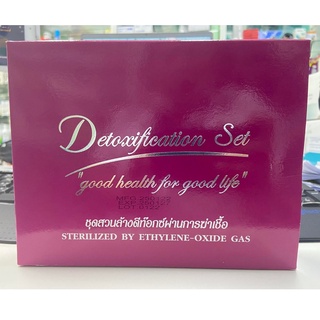 Detoxification Set
"good health for good life"
ชุดสวนล้างดีท๊อกซ์ผ่านการฆ่าเชื้อ
STERILIZED BY ETHYLENE-OXIDE GAS